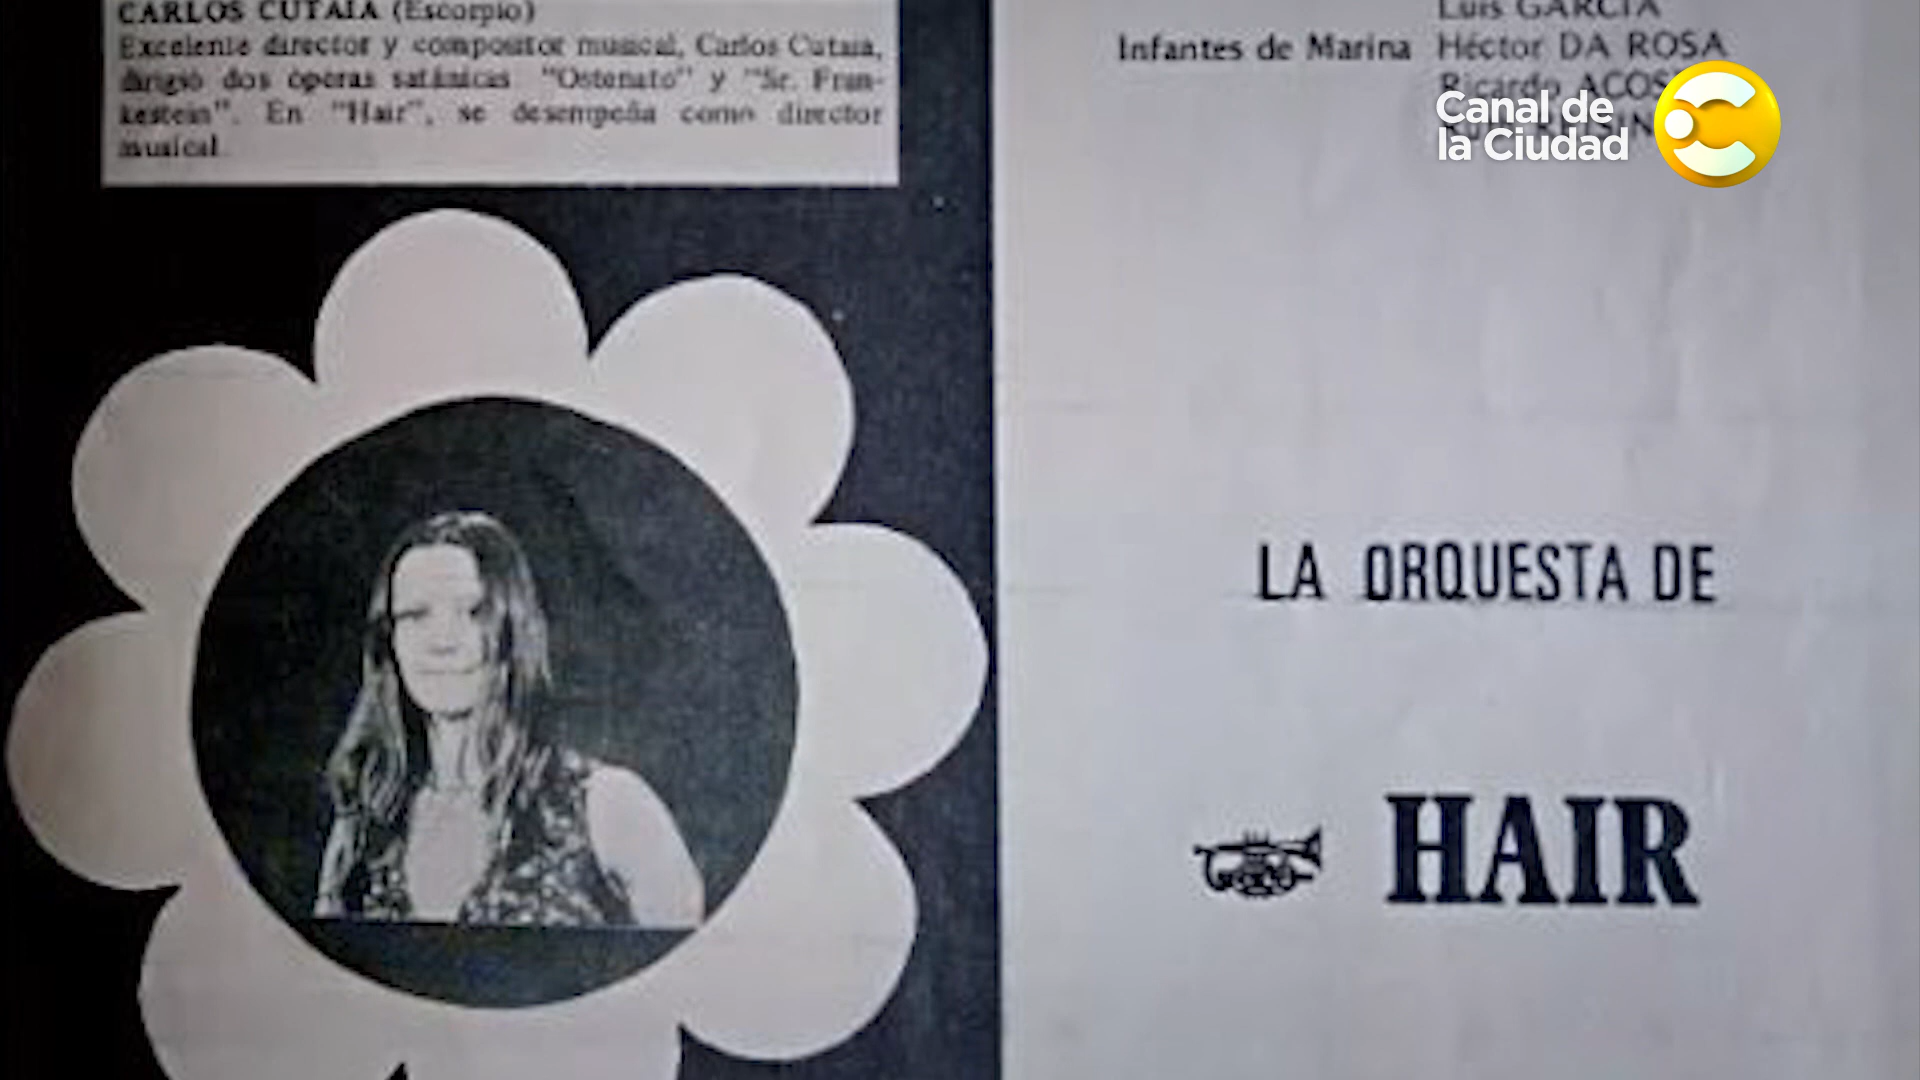 CARLOS CUTAIA (Escorpio)
Excelente director y compositor musical, Carlos Cutaia,
dirigió dos óperas satánicas "Ostenato" y "Sr. Fran-
kestein". En "Hair", se desempeña como director
musical.
Luis GARCIA
Infantes de Marina Héctor DA ROSA
Ricardo
Canal de
la Ciudad
LA ORQUESTA DE
HAIR